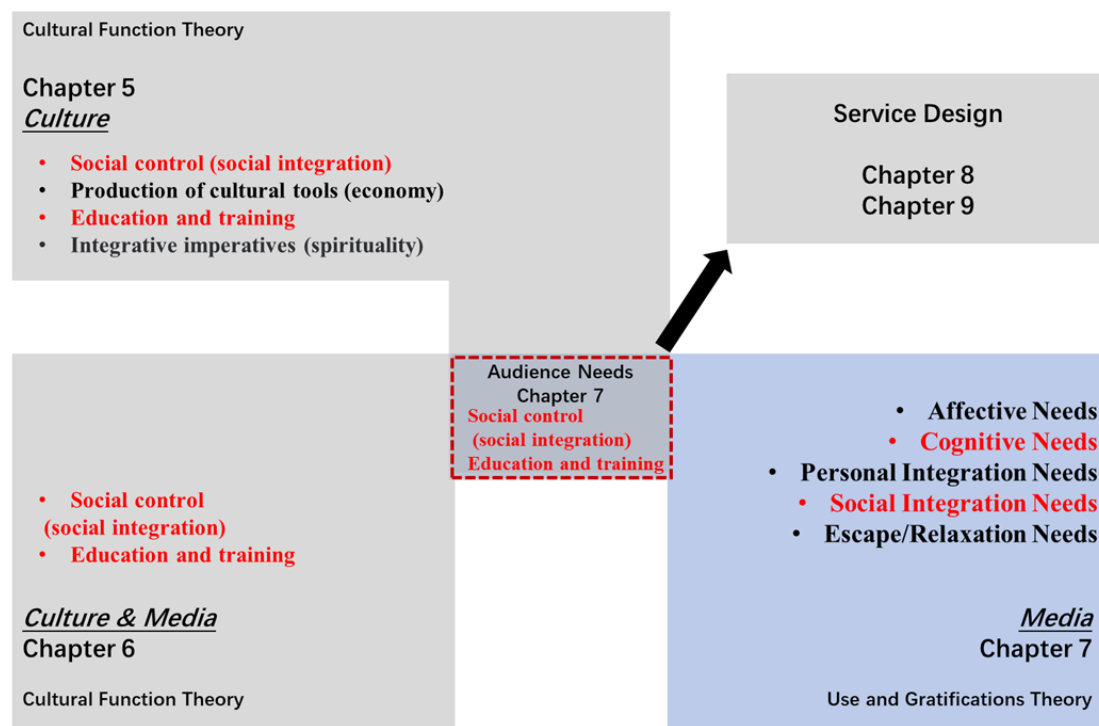 Cultural Function Theory
Chapter 5
Culture
• Social control (social integration)
• Production of cultural tools (economy)
• Education and training
• Integrative imperatives (spirituality)
Service Design
Chapter 8
Chapter 9
Audience Needs
Chapter 7
Social control
(social integration)
Education and training
• Social control
(social integration)
• Education and training
Culture & Media
Chapter 6
Cultural Function Theory
• Affective Needs
• Cognitive Needs
• Personal Integration Needs
• Social Integration Needs
• Escape/Relaxation Needs
Media
Chapter 7
Use and Gratifications Theory